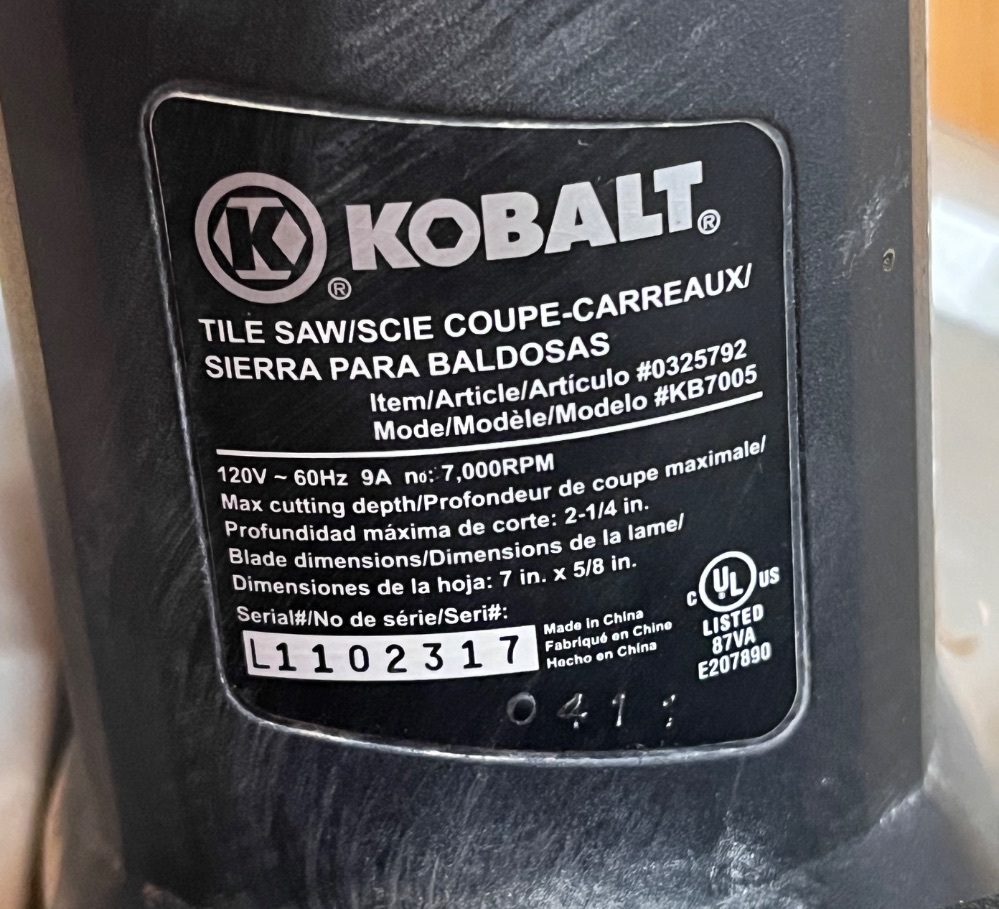 K
® KOBALT®
TILE SAW/SCIE COUPE-CARREAUX/
SIERRA PARA BALDOSAS
Item/Article/Artículo #0325792
Mode/Modèle/Modelo #KB7005
120V ~ 60Hz 9A no: 7,000RPM
Max cutting depth/Profondeur de coupe maximale/
Profundidad máxima de corte: 2-1/4 in.
Blade dimensions/Dimensions de la lame/
Dimensiones de la hoja: 7 in. x 5/8 in.
Serial#/No de série/Seri#:
L1102317
Made in China
Fabriqué en Chine
Hecho en China
C UL US
LISTED
87VA
E207890
041